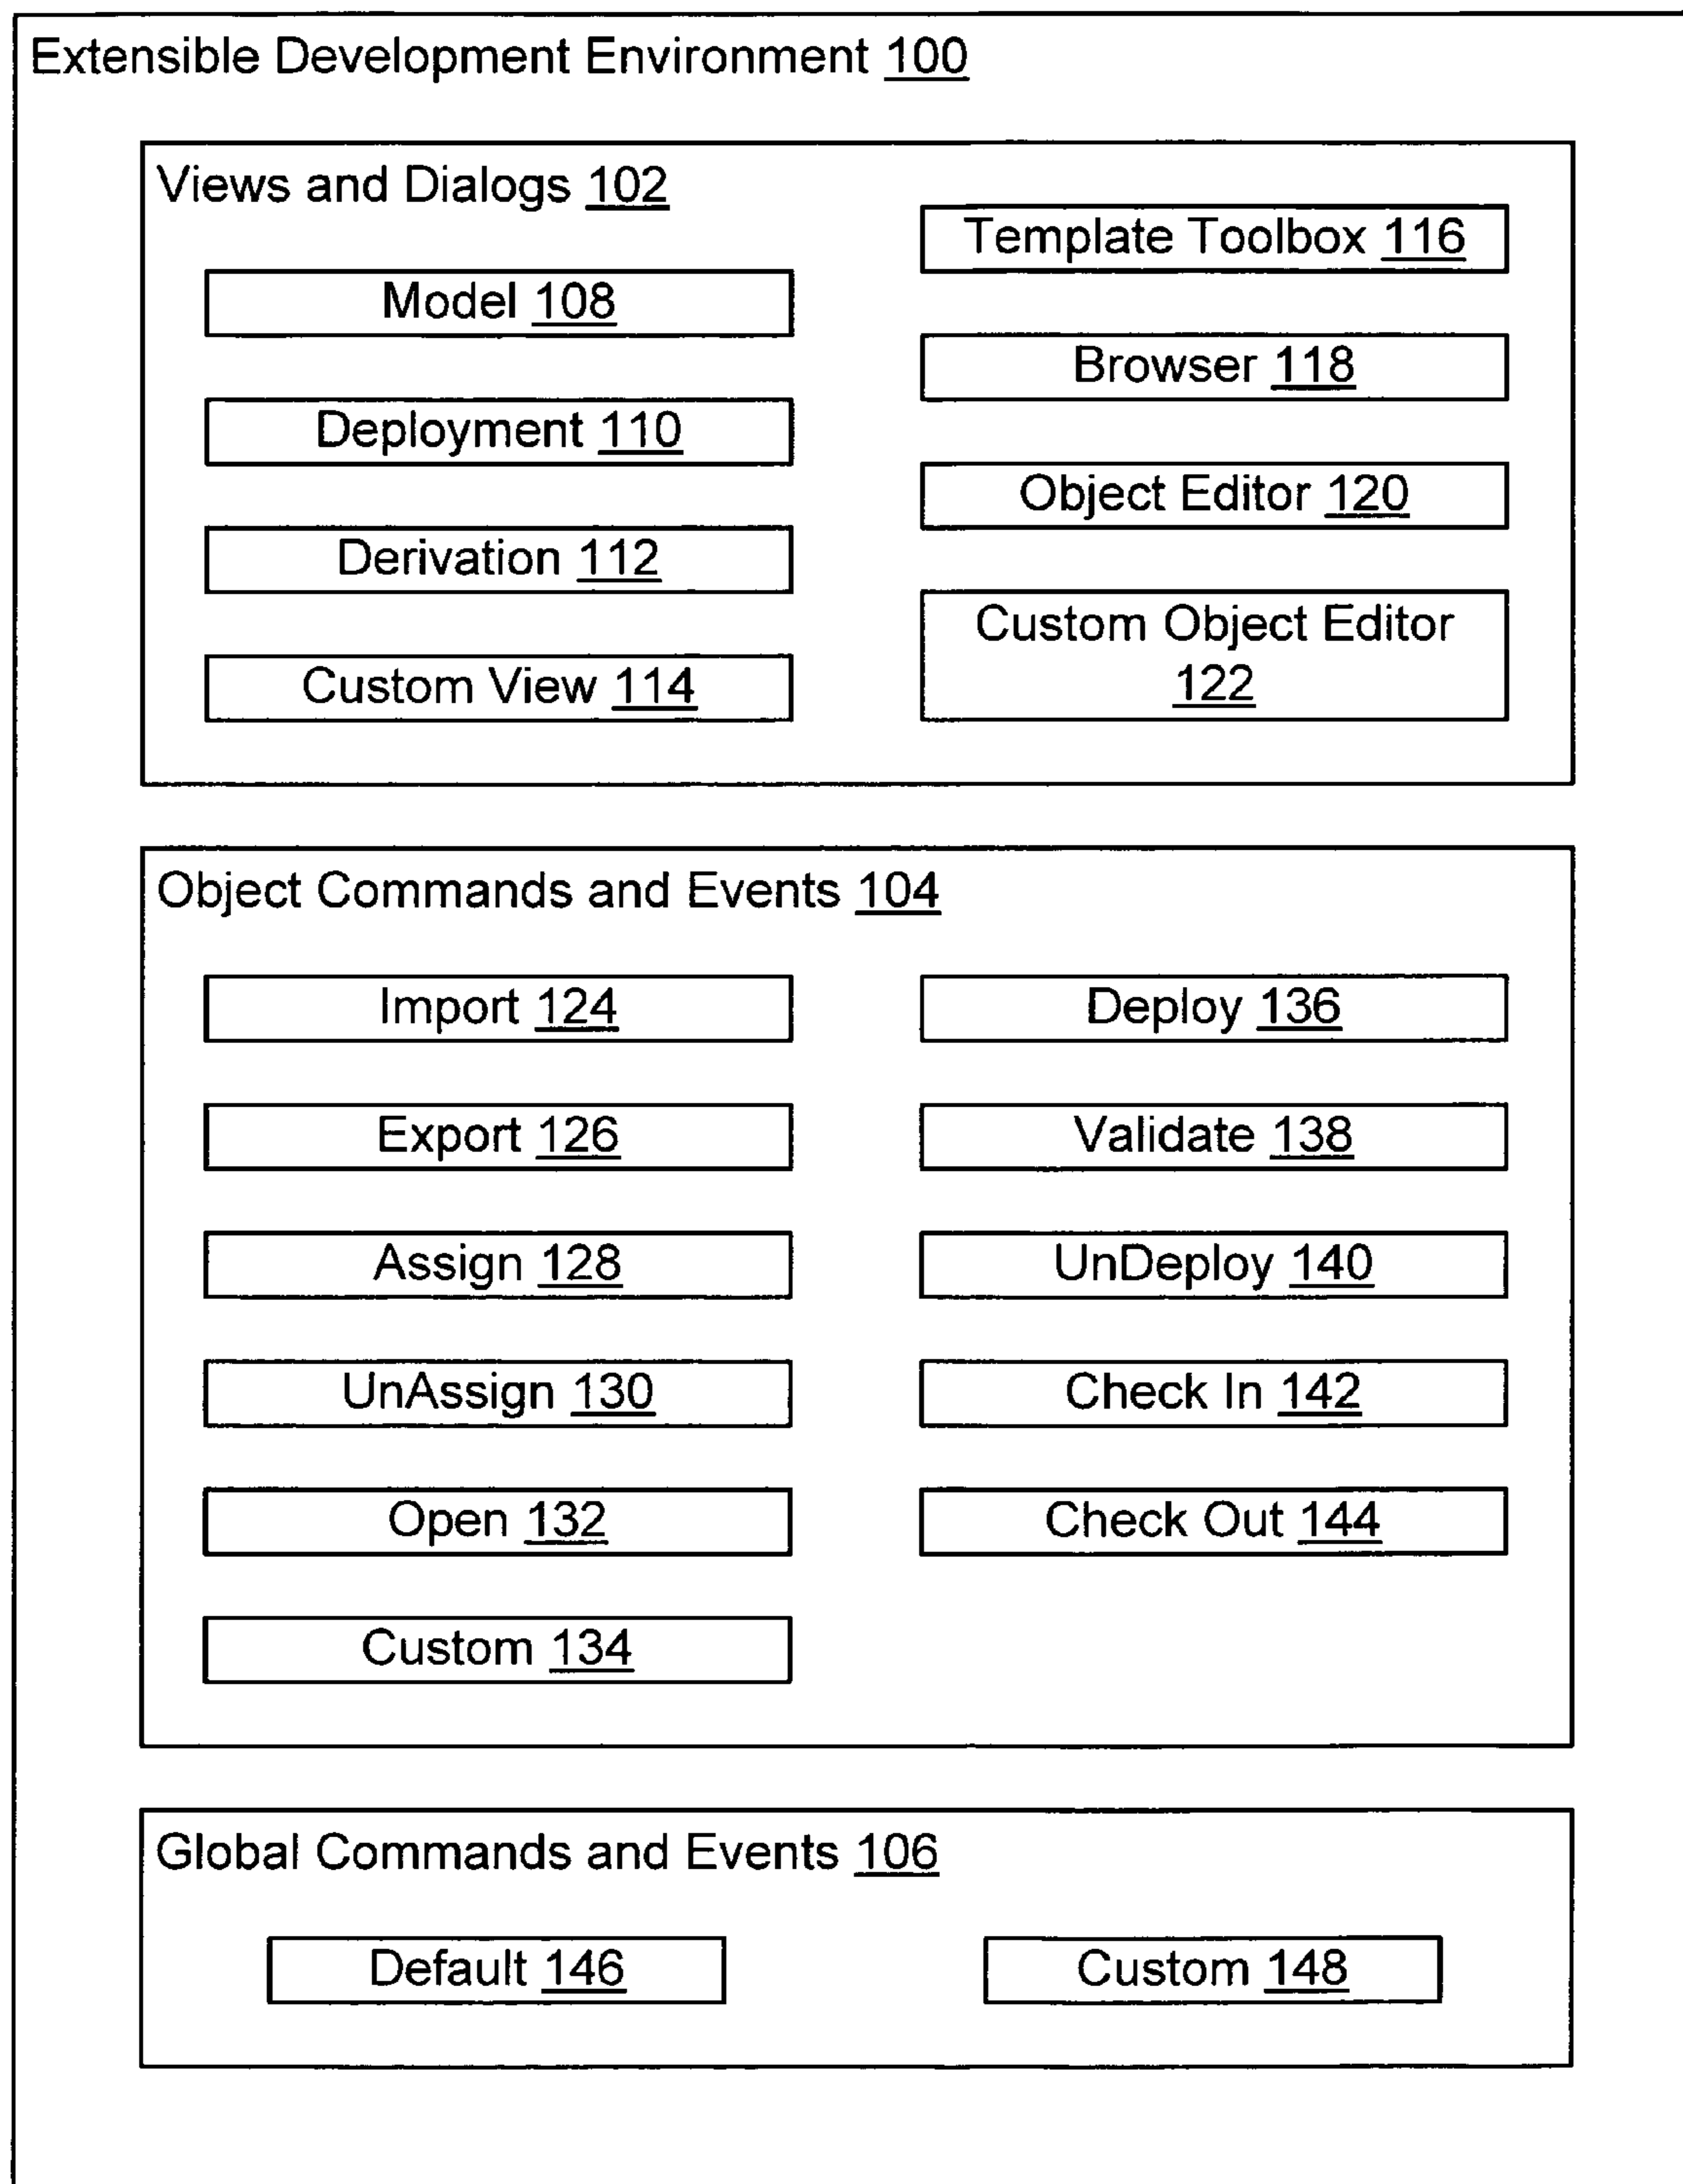 Extensible Development Environment 100
Views and Dialogs 102
Model 108
Deployment 110
Derivation 112
Custom View 114
Template Toolbox 116
Browser 118
Object Editor 120
Custom Object Editor
122
Object Commands and Events 104
Import 124
Export 126
Assign 128
UnAssign 130
Open 132
Custom 134
Deploy 136
Validate 138
UnDeploy 140
Check In 142
Check Out 144
Global Commands and Events 106
Default 146
Custom 148